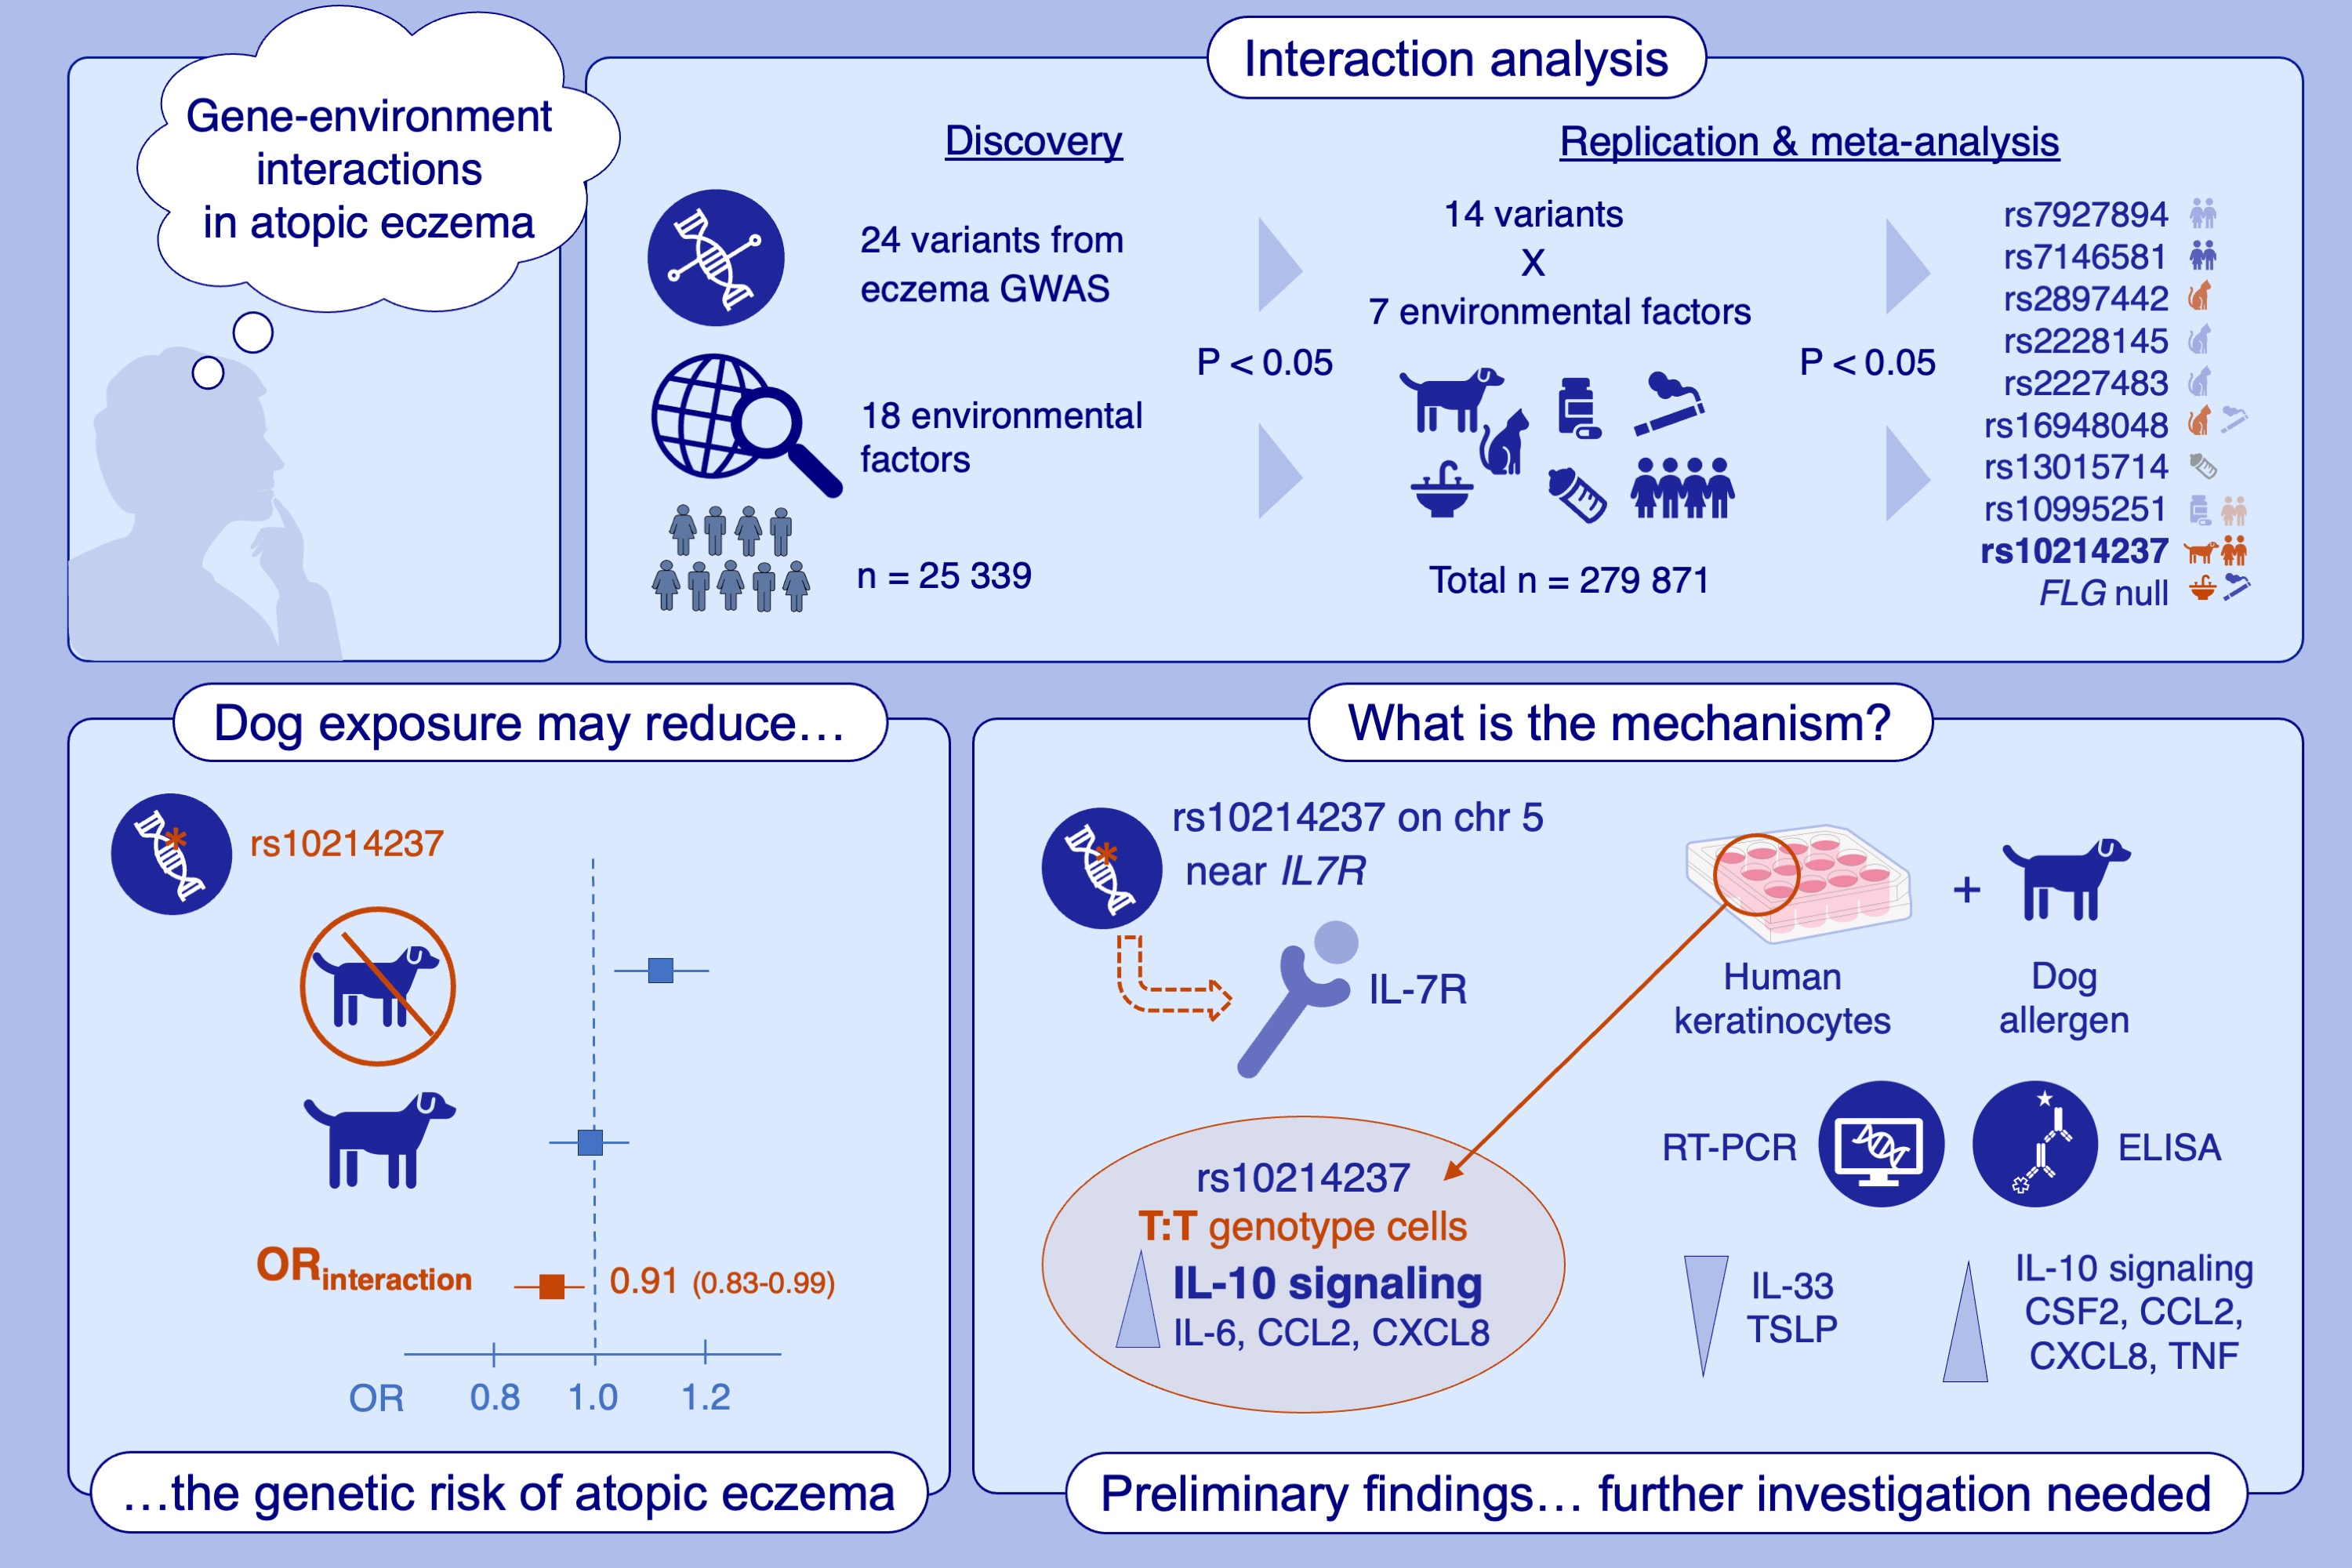 Gene-environment
interactions
in atopic eczema
Interaction analysis
Discovery
24 variants from
eczema GWAS
18 environmental
factors
n = 25 339
P < 0.05
Replication & meta-analysis
14 variants
X
7 environmental factors
Total n = 279 871
P < 0.05
rs7927894
rs7146581
rs2897442
rs2228145
rs2227483
rs16948048
rs13015714
rs10995251
rs10214237
FLG null
Dog exposure may reduce…
rs10214237
ORinteraction
0.91 (0.83-0.99)
OR 0.8 1.0 1.2
…the genetic risk of atopic eczema
What is the mechanism?
rs10214237 on chr 5
near IL7R
IL-7R
rs10214237
T:T genotype cells
IL-10 signaling
IL-6, CCL2, CXCL8
+
Human
keratinocytes
Dog
allergen
RT-PCR
ELISA
IL-33
TSLP
IL-10 signaling
CSF2, CCL2,
CXCL8, TNF
Preliminary findings… further investigation needed